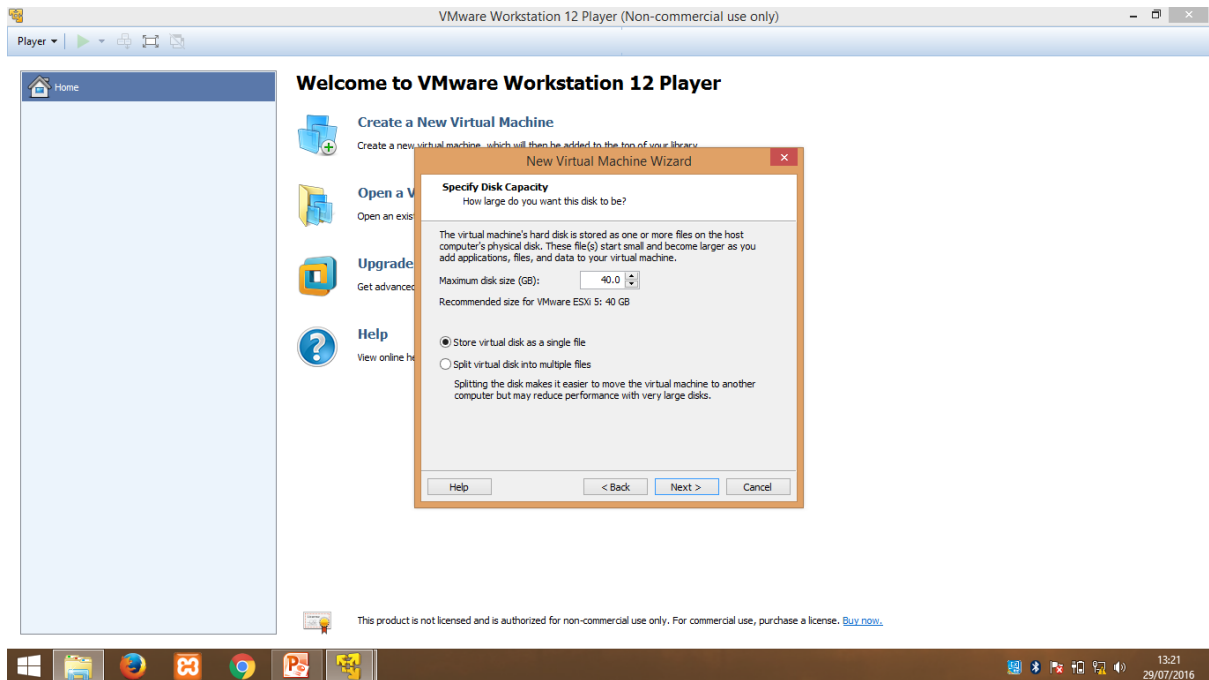 VMware Workstation 12 Player (Non-commercial use only)
Player
Home
Welcome to VMware Workstation 12 Player
Create a New Virtual Machine
Create a new virtual machine, which will then be added to the top of your library.
New Virtual Machine Wizard
Open a V
Open an exis
Specify Disk Capacity
How large do you want this disk to be?
The virtual machine's hard disk is stored as one or more files on the host
computer's physical disk. These file(s) start small and become larger as you
add applications, files, and data to your virtual machine.
Upgrade
Get advanced
Maximum disk size (GB): 40.0
Recommended size for VMware ESXi 5: 40 GB
Help
View online he
Store virtual disk as a single file
Split virtual disk into multiple files
Splitting the disk makes it easier to move the virtual machine to another
computer but may reduce performance with very large disks.
Help < Back Next > Cancel
This product is not licensed and is authorized for non-commercial use only. For commercial use, purchase a license. Buy now.
13:21
29/07/2016